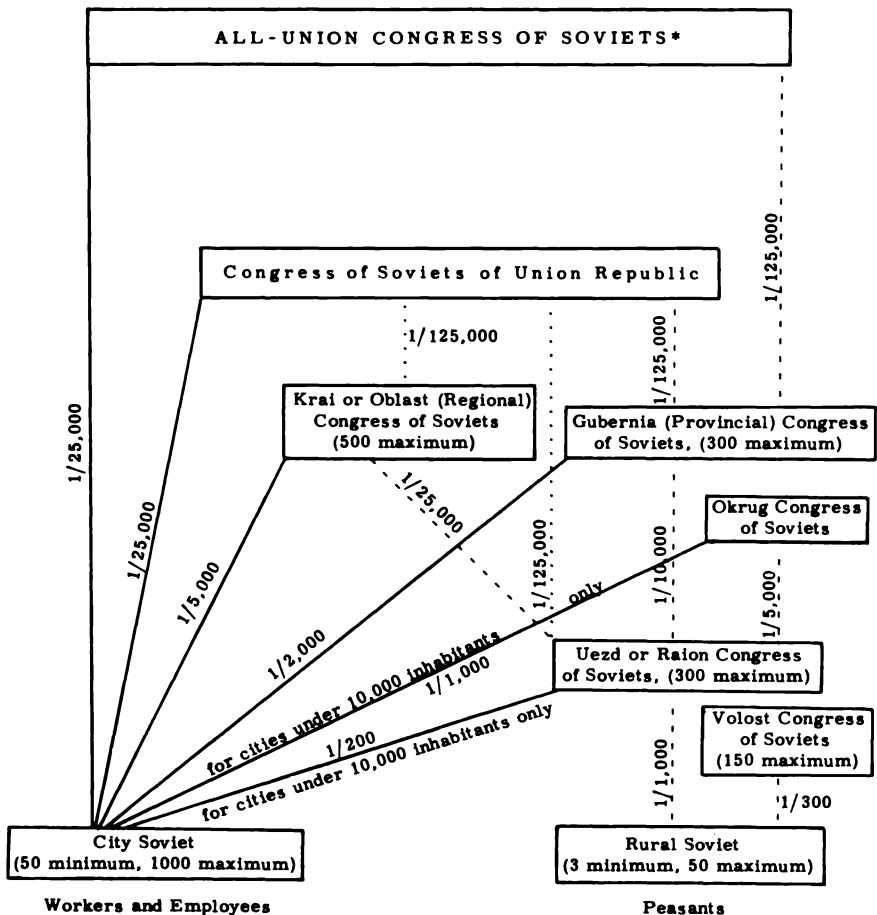 ALL-UNION CONGRESS OF SOVIETS*
1/125,000
Congress of Soviets of Union Republic
1/125,000
1/125,000
Krai or Oblast (Regional)
Congress of Soviets
(500 maximum)
Gubernia (Provincial) Congress
of Soviets, (300 maximum)
1/25,000
1/25,000
Okrug Congress
of Soviets
1/25,000
1/5,000
1/125,000
1/10,000
1/5,000
1/2,000
for cities under 10,000 inhabitants only
1/1,000
Uezd or Raion Congress
of Soviets, (300 maximum)
1/200
for cities under 10,000 inhabitants only
Volost Congress
of Soviets
(150 maximum)
1/1,000
1/300
City Soviet
(50 minimum, 1000 maximum)
Rural Soviet
(3 minimum, 50 maximum)
Workers and Employees
Peasants